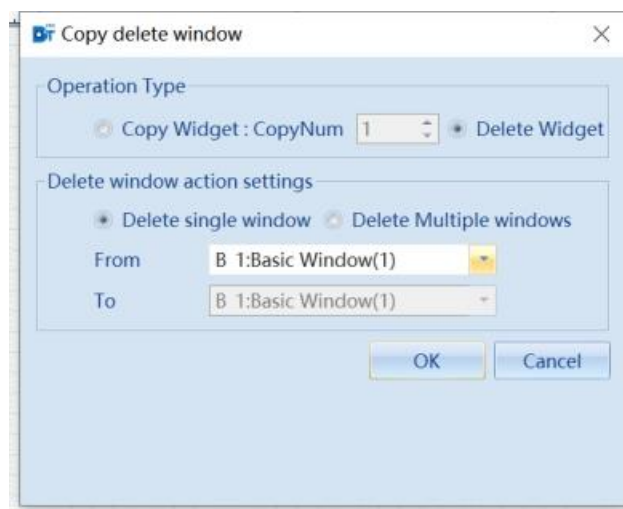 Copy delete window
Operation Type
Copy Widget : CopyNum 1 Delete Widget
Delete window action settings
Delete single window Delete Multiple windows
From B 1:Basic Window(1)
To B 1:Basic Window(1)
OK Cancel